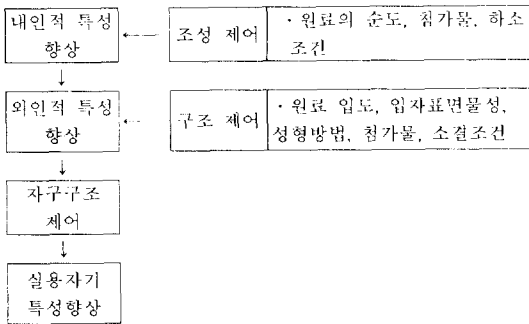 내인적 특성
향상
조성 제어
· 원료의 순도, 첨가물, 하소
조건
외인적 특성
향상
구조 제어
· 원료 입도, 입자표면물성,
성형방법, 첨가물, 소결조건
자구구조
제어
실용자기
특성향상